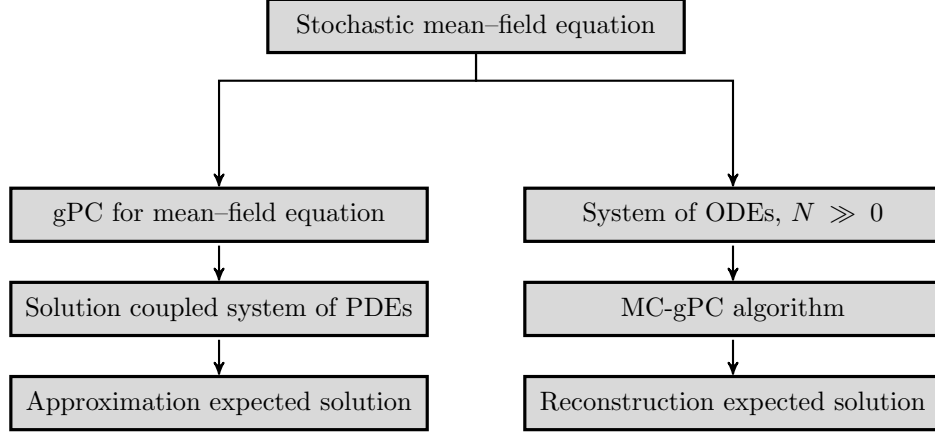 Stochastic mean–field equation
gPC for mean–field equation
System of ODEs, N ≫ 0
Solution coupled system of PDEs
MC-gPC algorithm
Approximation expected solution
Reconstruction expected solution